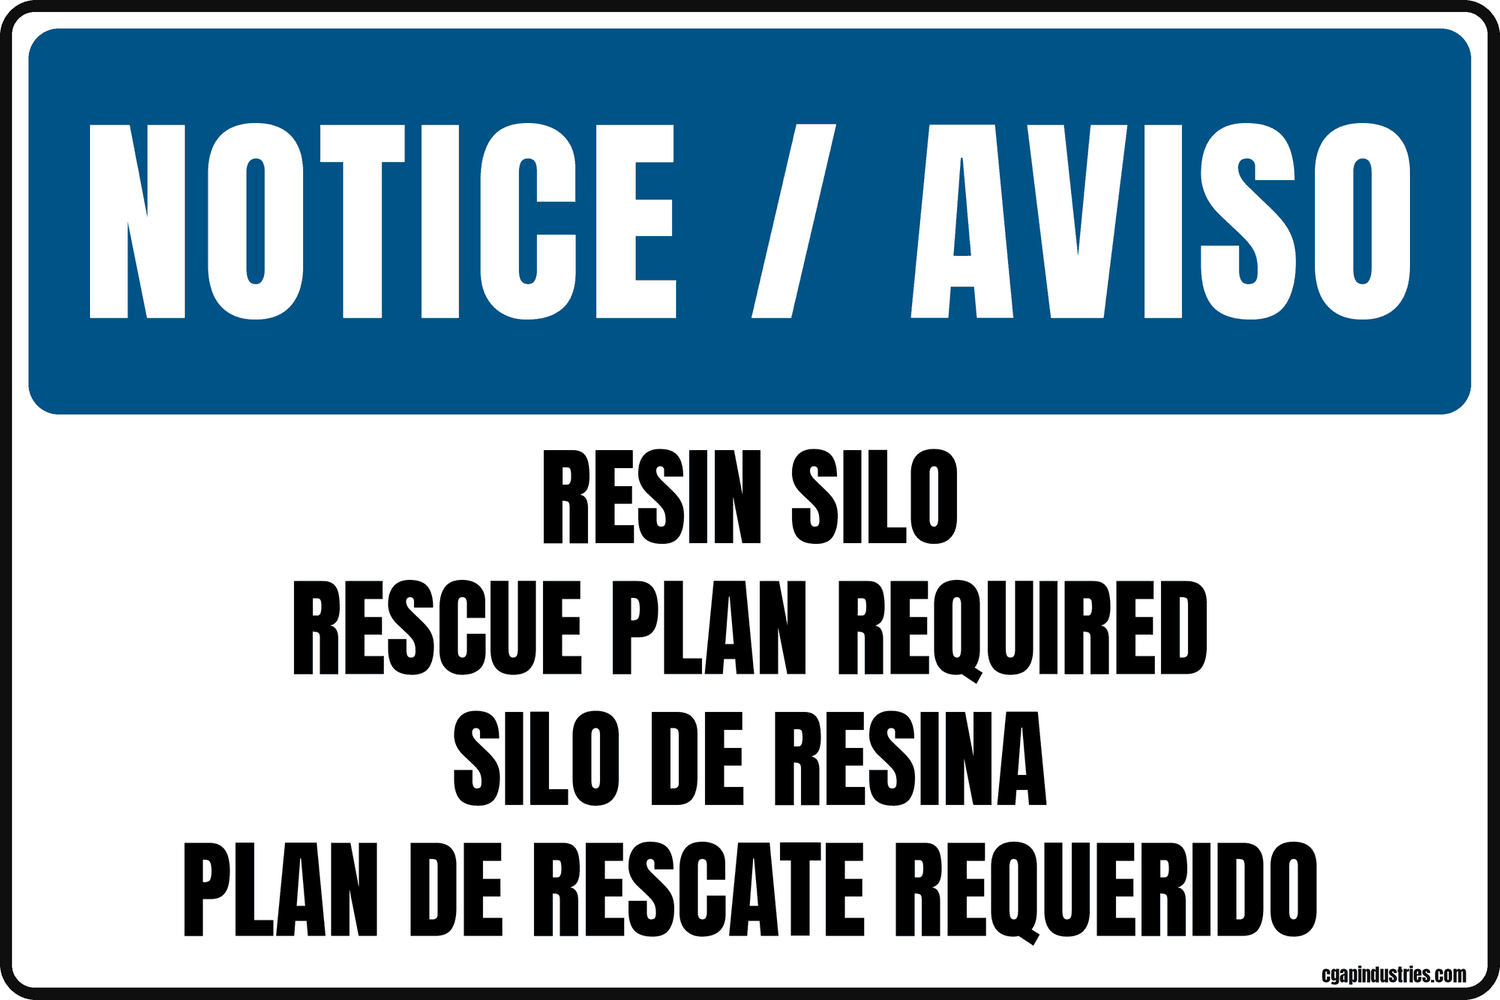 NOTICE / AVISO
RESIN SILO
RESCUE PLAN REQUIRED
SILO DE RESINA
PLAN DE RESCATE REQUERIDO
cgapindustries.com